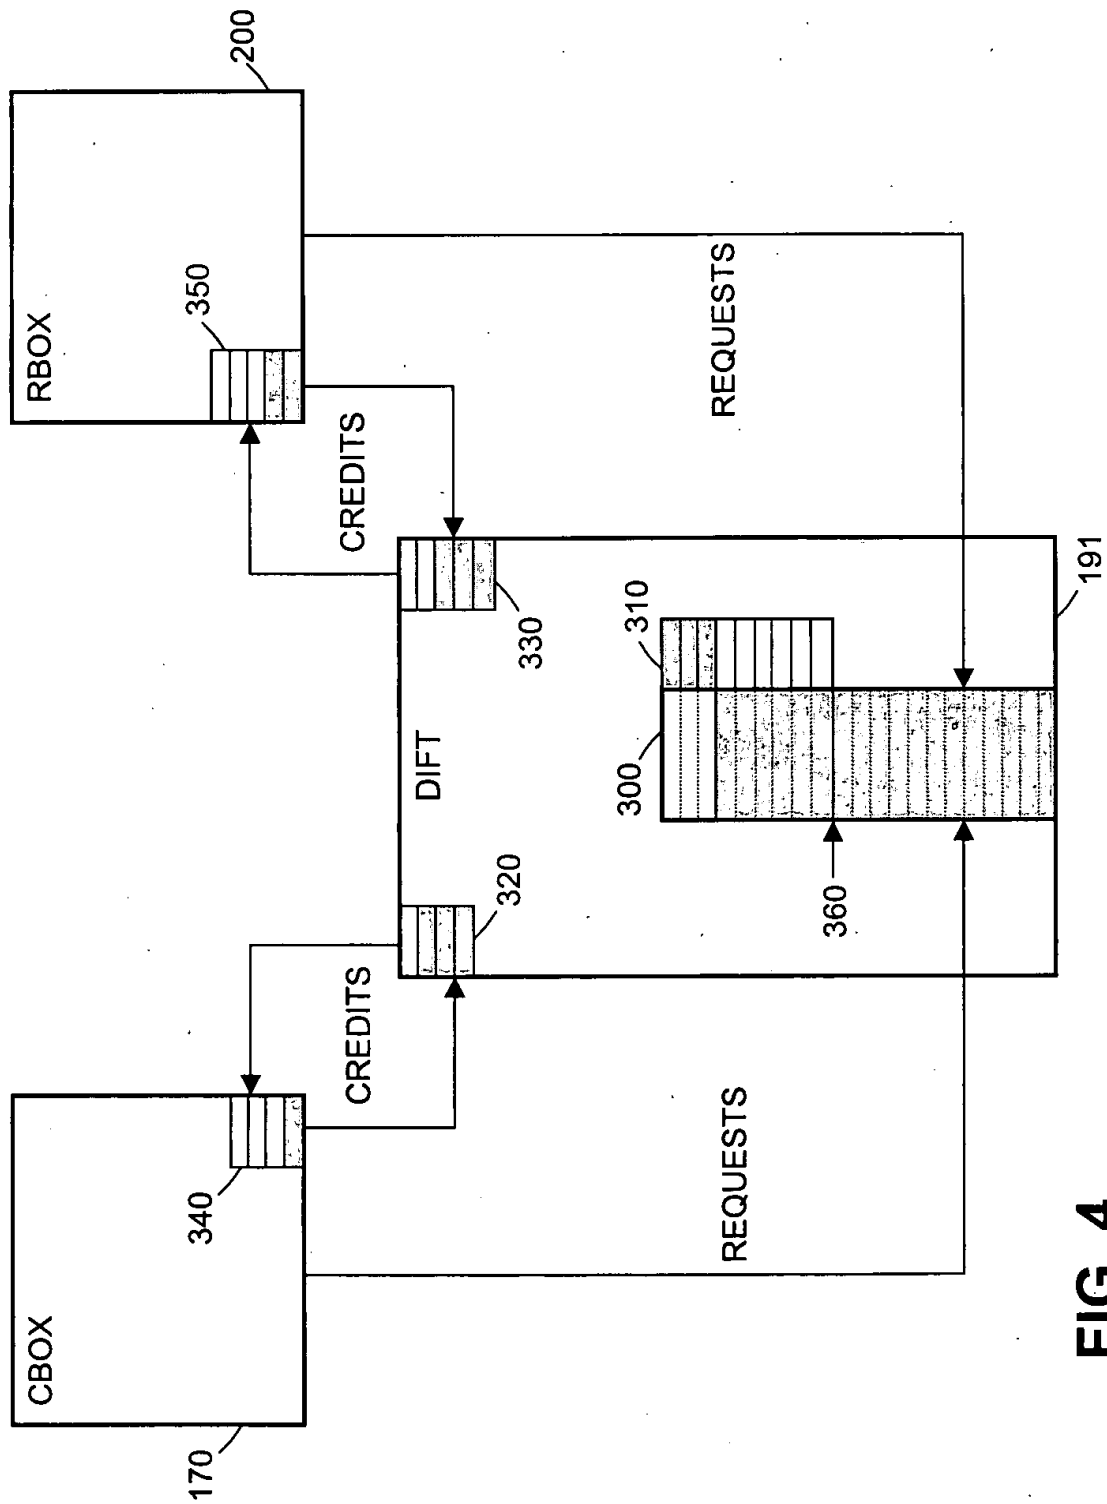 CBOX
RBOX
170
340
350
200
CREDITS
CREDITS
DIFT
320
330
300
310
REQUESTS
REQUESTS
360
191
FIG. 4